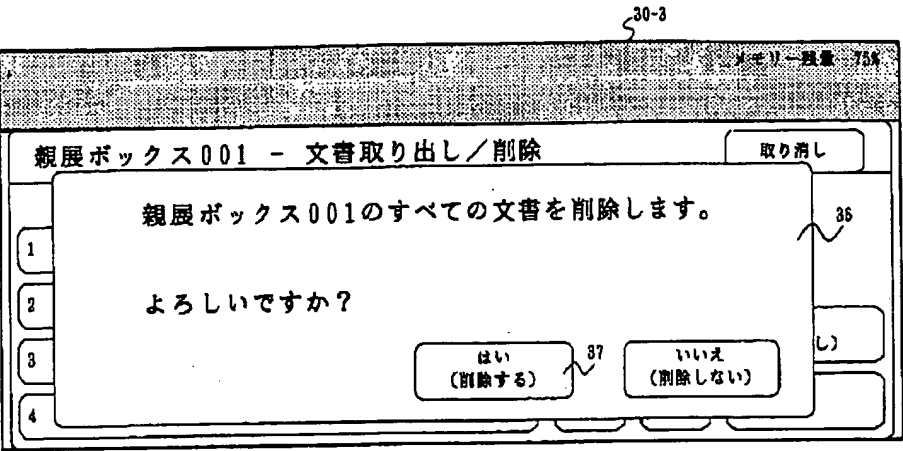 30-3
メモリー残量 75%
親展ボックス001 - 文書取り出し/削除
取り消し
親展ボックス001のすべての文書を削除します。
36
1
2
よろしいですか?
し)
3
はい
(削除する)
37
いいえ
(削除しない)
4